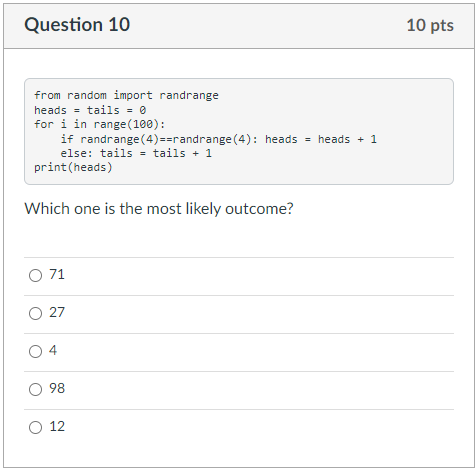 Question 10
10 pts
from random import randrange
heads = tails = 0
for i in range(100):
    if randrange(4)==randrange(4): heads = heads + 1
    else: tails = tails + 1
print(heads)
Which one is the most likely outcome?
71
27
4
98
12